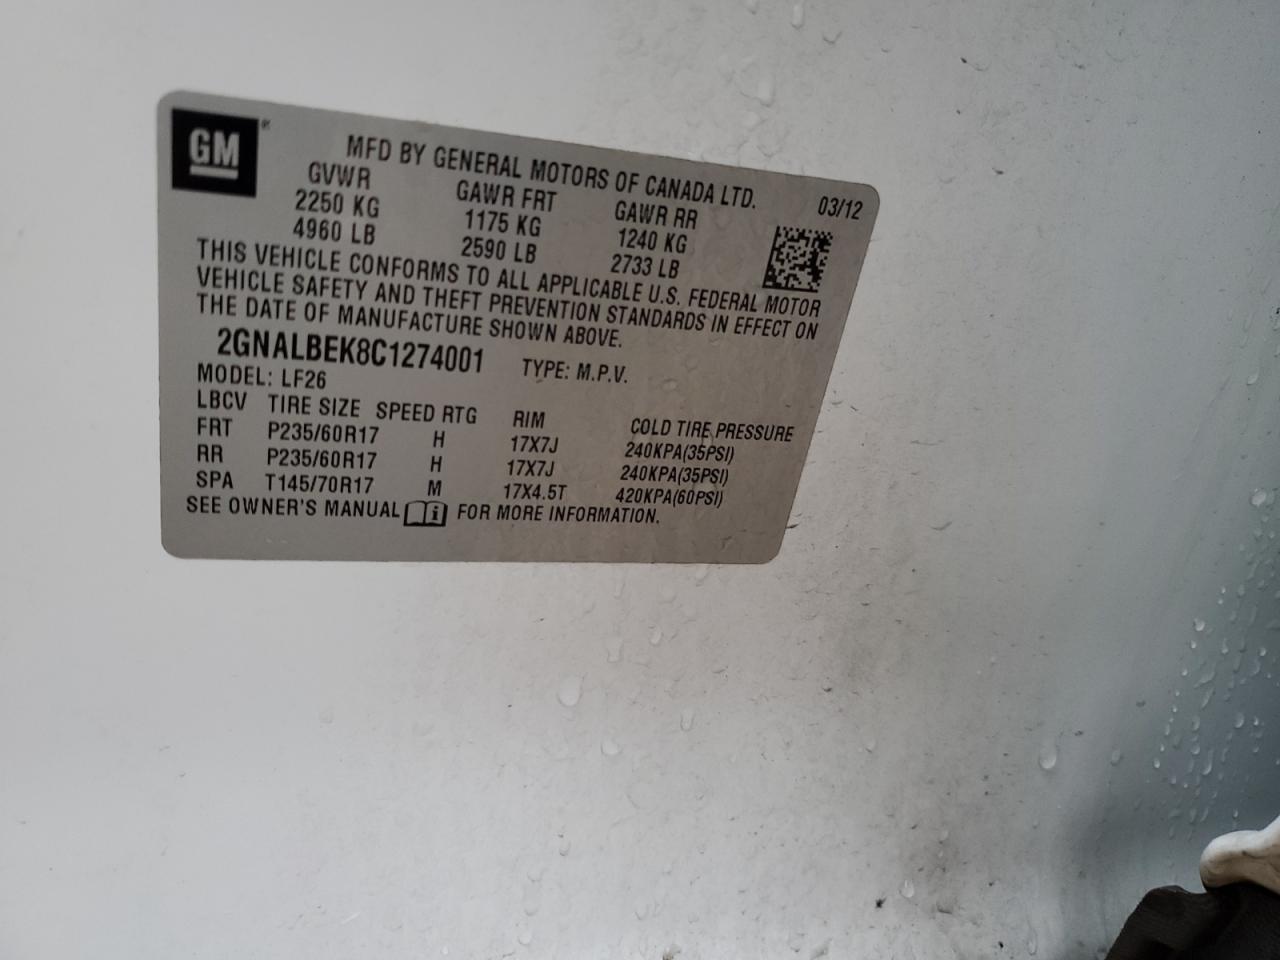 GM®
MFD BY GENERAL MOTORS OF CANADA LTD.
GVWR GAWR FRT GAWR RR 03/12
2250 KG 1175 KG 1240 KG
4960 LB 2590 LB 2733 LB
THIS VEHICLE CONFORMS TO ALL APPLICABLE U.S. FEDERAL MOTOR
VEHICLE SAFETY AND THEFT PREVENTION STANDARDS IN EFFECT ON
THE DATE OF MANUFACTURE SHOWN ABOVE.
2GNALBEK8C1274001 TYPE: M.P.V.
MODEL: LF26
LBCV TIRE SIZE SPEED RTG RIM COLD TIRE PRESSURE
FRT P235/60R17 H 17X7J 240KPA(35PSI)
RR P235/60R17 H 17X7J 240KPA(35PSI)
SPA T145/70R17 M 17X4.5T 420KPA(60PSI)
SEE OWNER'S MANUAL FOR MORE INFORMATION.